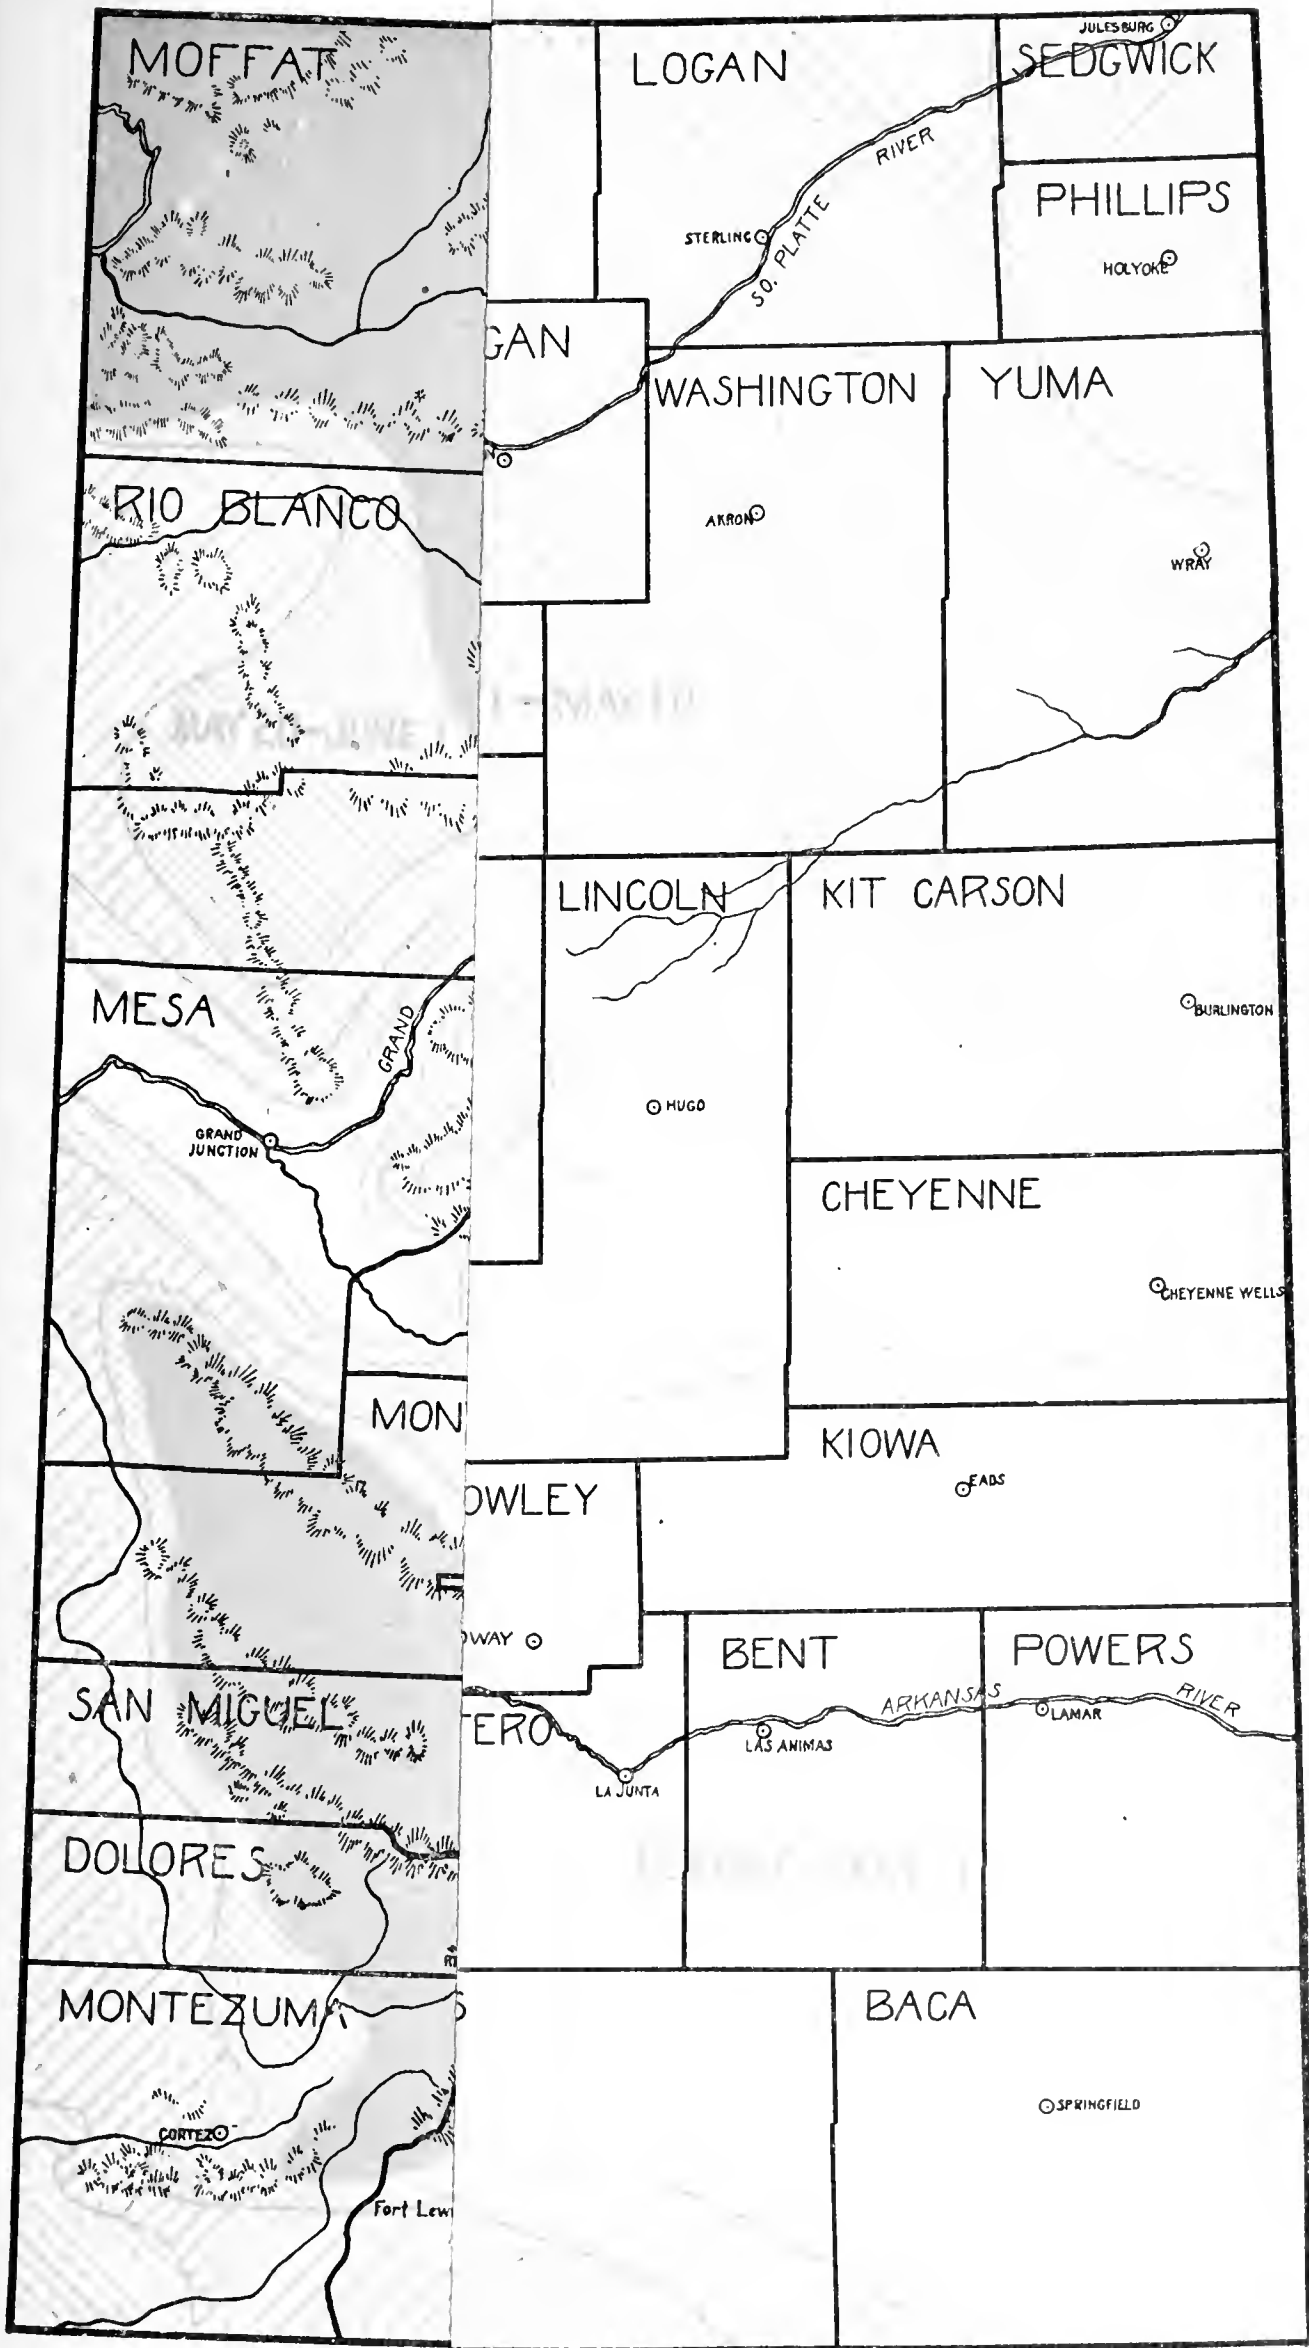 MOFFAT
RIO BLANCO
MESA
GRAND
GRAND
JUNCTION
MON
SAN MIGUEL
DOLORES
MONTEZUMA
CORTEZ
Fort Lew
LOGAN
JULESBURG
SEDGWICK
RIVER
SO. PLATTE
STERLING
PHILLIPS
HOLYOKE
GAN
N
WASHINGTON
YUMA
AKRON
WRAY
LINCOLN
KIT CARSON
BURLINGTON
HUGO
CHEYENNE
CHEYENNE WELLS
KIOWA
EADS
OWLEY
DWAY
BENT
POWERS
ARKANSAS
RIVER
LAMAR
LAS ANIMAS
TERO
LA JUNTA
S
BACA
SPRINGFIELD